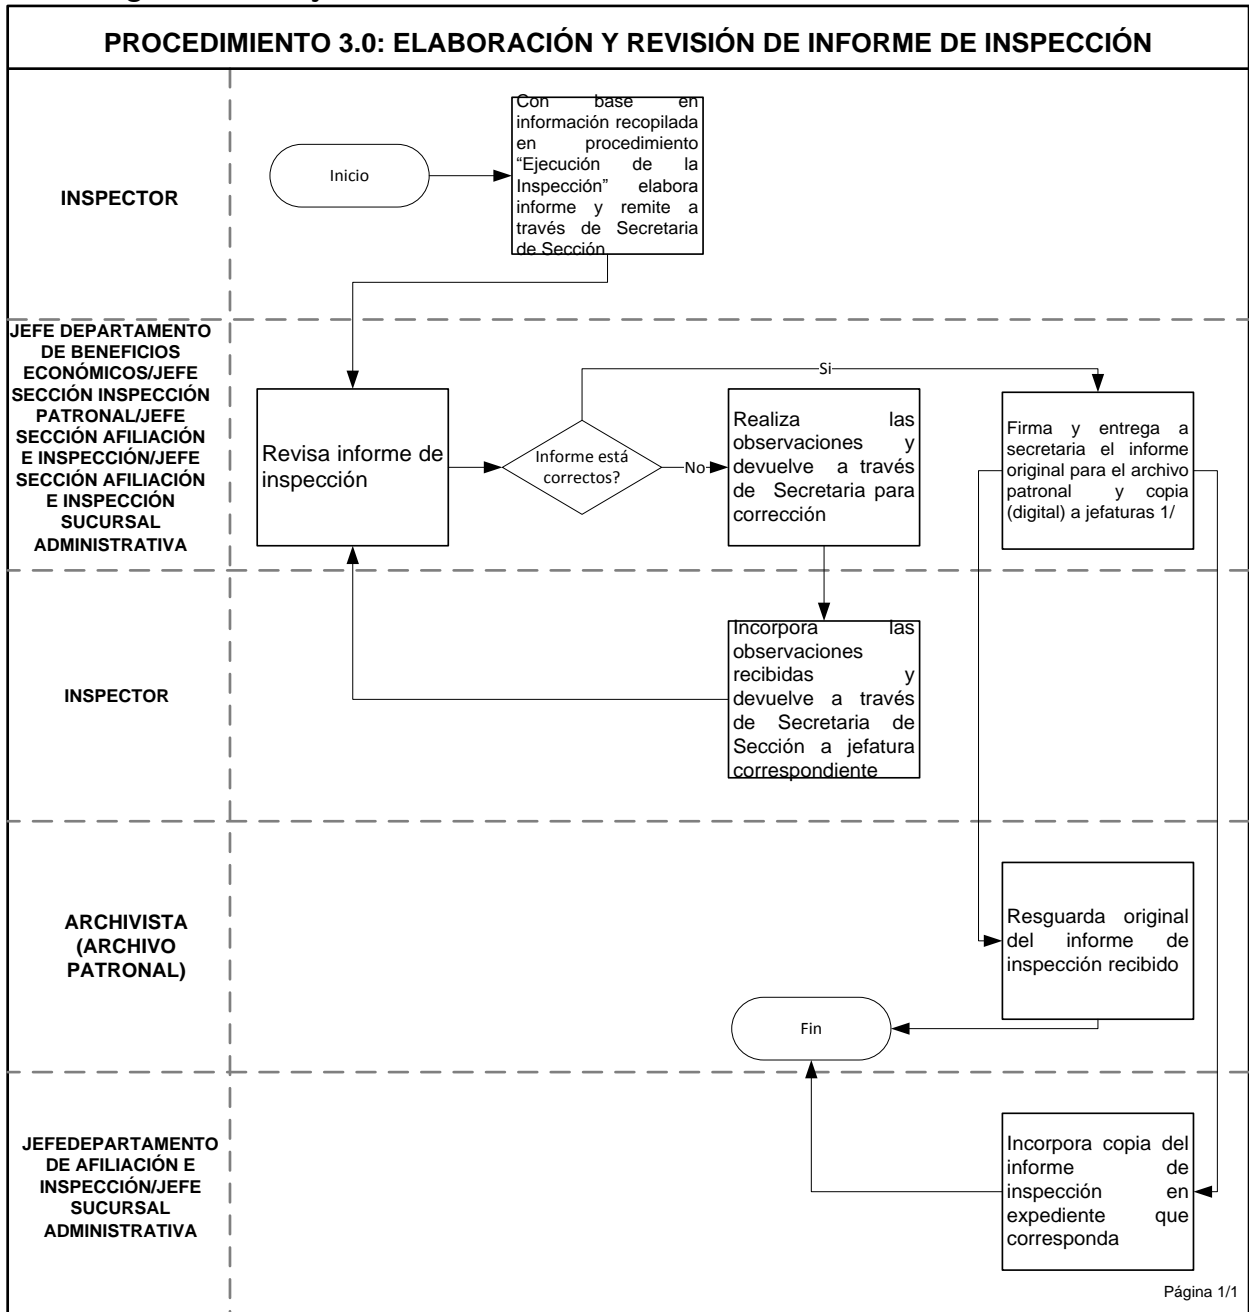 PROCEDIMIENTO 3.0: ELABORACIÓN Y REVISIÓN DE INFORME DE INSPECCIÓN
INSPECTOR
Inicio
Con base en
información recopilada
en procedimiento
“Ejecución de la
Inspección” elabora
informe y remite a
través de Secretaria
de Sección
JEFE DEPARTAMENTO
DE BENEFICIOS
ECONÓMICOS/JEFE
SECCIÓN INSPECCIÓN
PATRONAL/JEFE
SECCIÓN AFILIACIÓN
E INSPECCIÓN/JEFE
SECCIÓN AFILIACIÓN
E INSPECCIÓN
SUCURSAL
ADMINISTRATIVA
Revisa informe de
inspección
Informe está
correctos?
Si
No
Realiza las
observaciones y
devuelve a través
de Secretaria para
corrección
Firma y entrega a
secretaria el informe
original para el archivo
patronal y copia
(digital) a jefaturas 1/
INSPECTOR
Incorpora las
observaciones
recibidas y
devuelve a través
de Secretaria de
Sección a jefatura
correspondiente
ARCHIVISTA
(ARCHIVO
PATRONAL)
Resguarda original
del informe de
inspección recibido
Fin
JEFEDEPARTAMENTO
DE AFILIACIÓN E
INSPECCIÓN/JEFE
SUCURSAL
ADMINISTRATIVA
Incorpora copia del
informe de
inspección en
expediente que
corresponda
Página 1/1